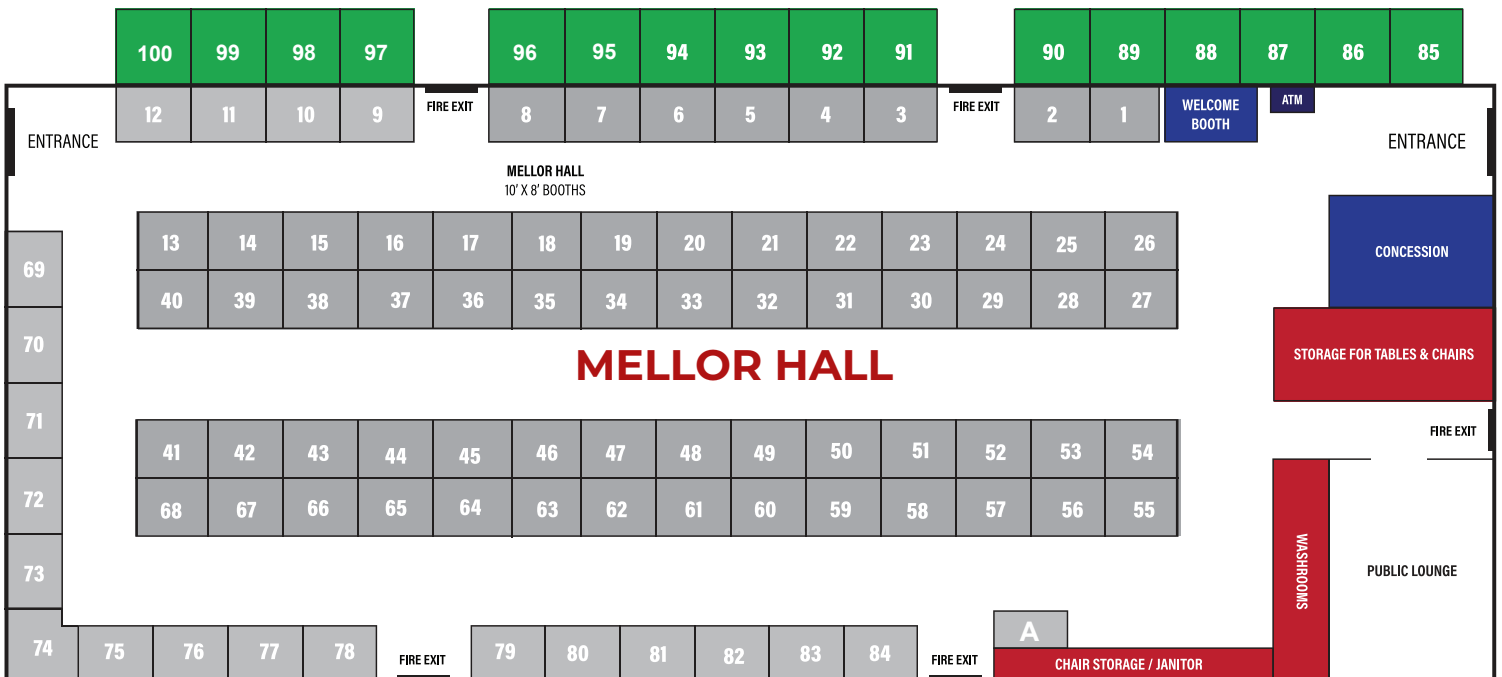 100 99 98 97 96 95 94 93 92 91 90 89 88 87 86 85
12 11 10 9 FIRE EXIT 8 7 6 5 4 3 FIRE EXIT 2 1 WELCOME BOOTH ATM
ENTRANCE
ENTRANCE
MELLOR HALL
10' X 8' BOOTHS
13 14 15 16 17 18 19 20 21 22 23 24 25 26
40 39 38 37 36 35 34 33 32 31 30 29 28 27
CONCESSION
69
70
71
72
73
74
MELLOR HALL
STORAGE FOR TABLES & CHAIRS
FIRE EXIT
41 42 43 44 45 46 47 48 49 50 51 52 53 54
68 67 66 65 64 63 62 61 60 59 58 57 56 55
WASHROOMS
PUBLIC LOUNGE
75 76 77 78 FIRE EXIT 79 80 81 82 83 84 FIRE EXIT
A
CHAIR STORAGE / JANITOR